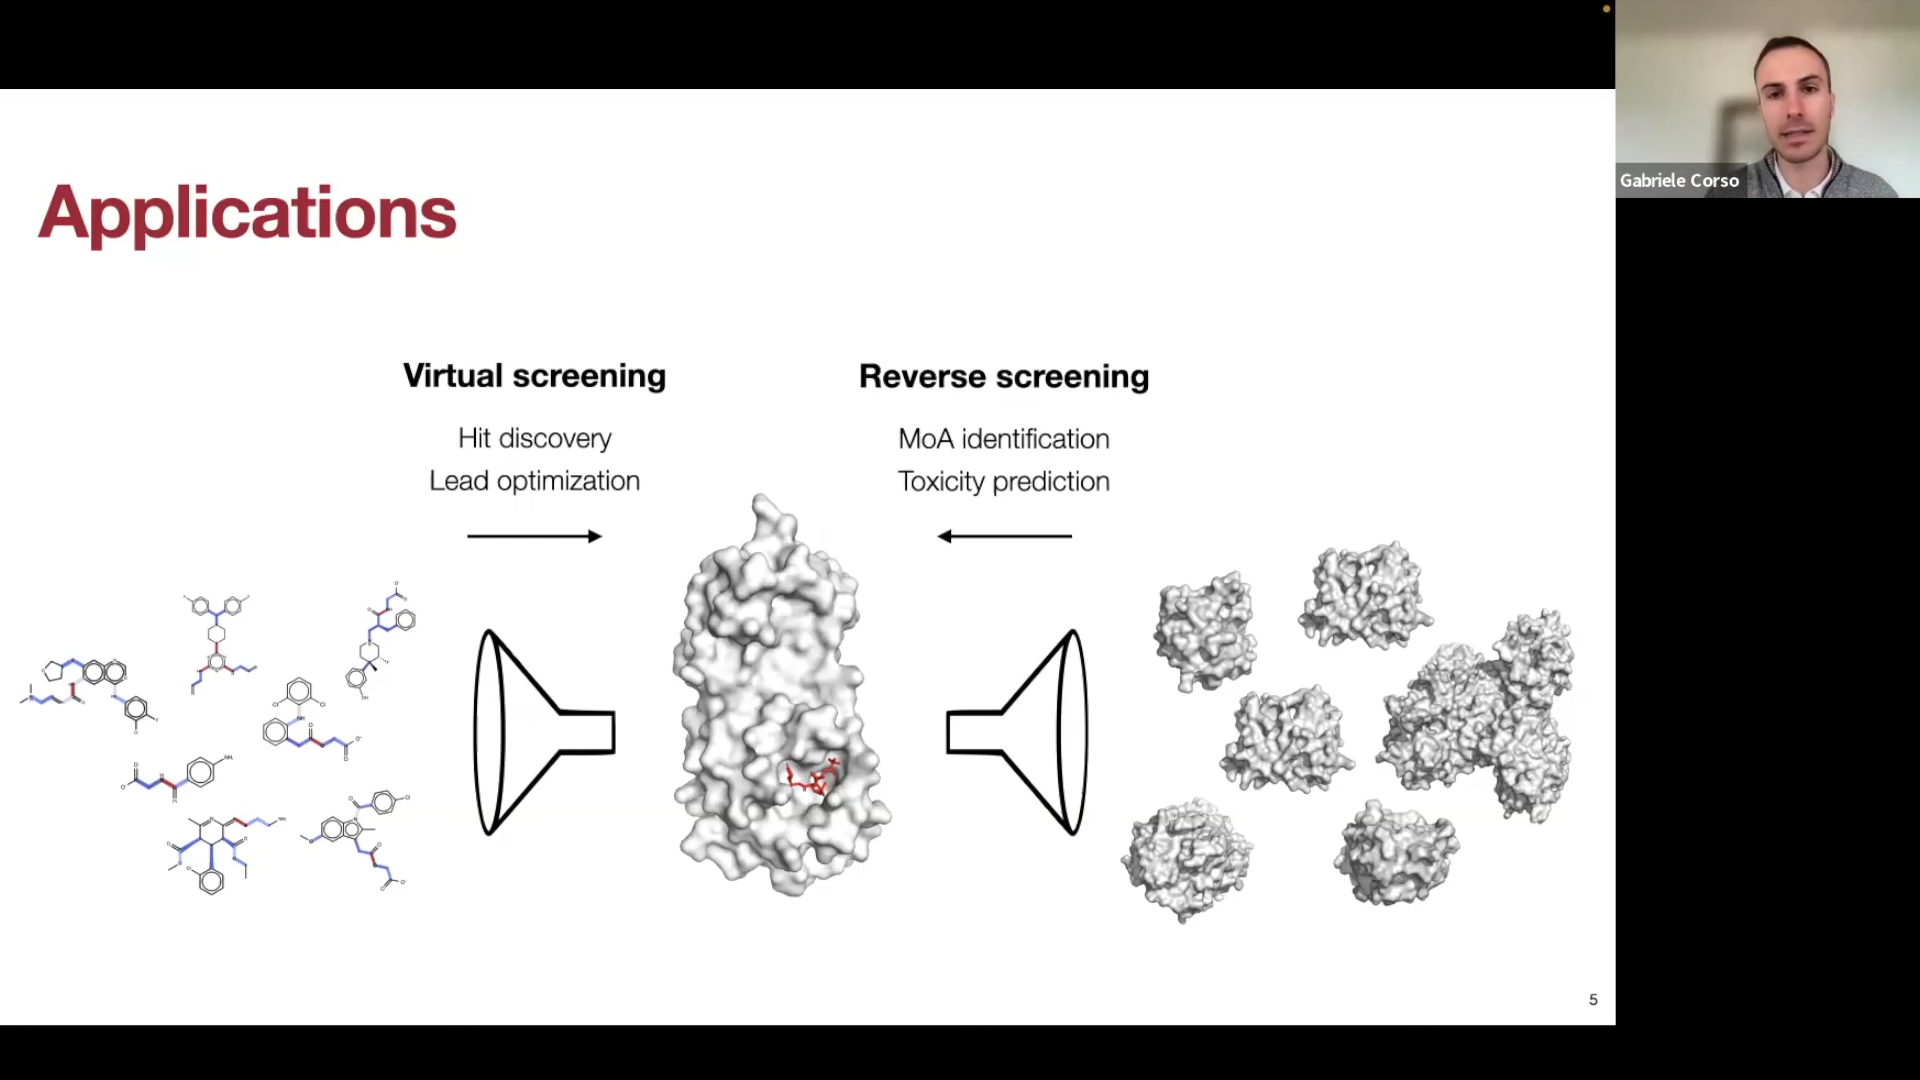 Gabriele Corso
Applications
Virtual screening
Hit discovery
Lead optimization
Reverse screening
MoA identification
Toxicity prediction
5